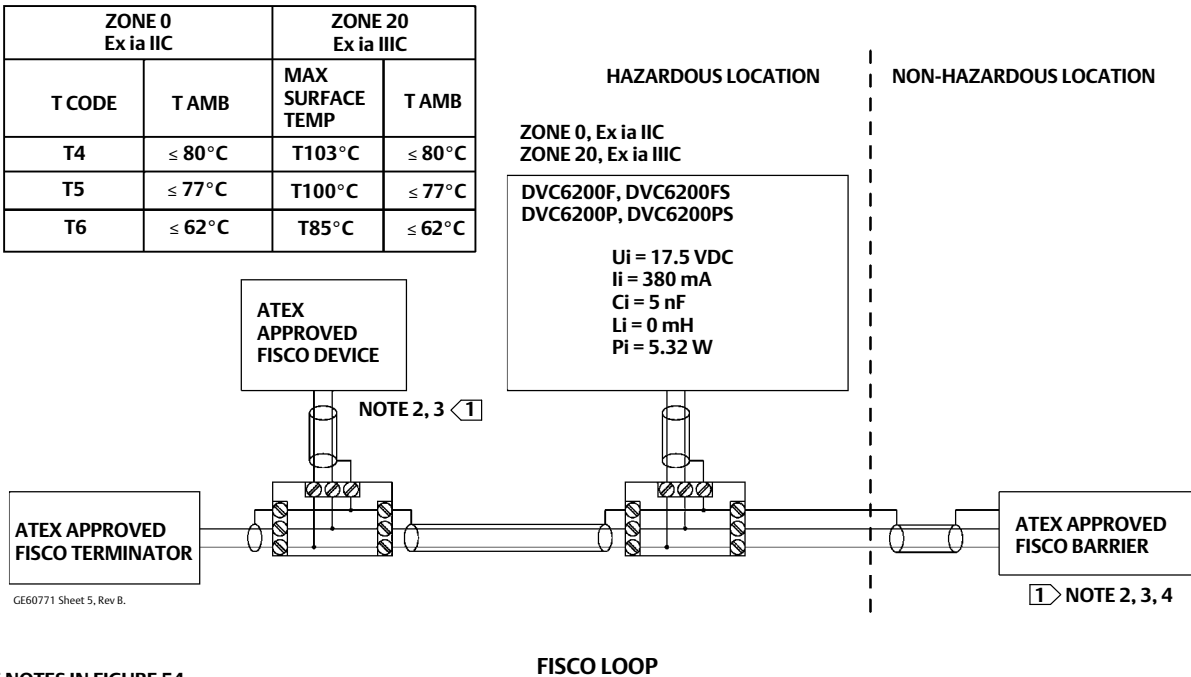 ZONE 0
Ex ia IIC
ZONE 20
Ex ia IIIC
T CODE
T AMB
MAX
SURFACE
TEMP
T AMB
T4
≤ 80°C
T103°C
≤ 80°C
T5
≤ 77°C
T100°C
≤ 77°C
T6
≤ 62°C
T85°C
≤ 62°C
HAZARDOUS LOCATION
NON-HAZARDOUS LOCATION
ZONE 0, Ex ia IIC
ZONE 20, Ex ia IIIC
DVC6200F, DVC6200FS
DVC6200P, DVC6200PS
Ui = 17.5 VDC
Ii = 380 mA
Ci = 5 nF
Li = 0 mH
Pi = 5.32 W
ATEX
APPROVED
FISCO DEVICE
NOTE 2, 3 1
ATEX APPROVED
FISCO TERMINATOR
ATEX APPROVED
FISCO BARRIER
1 NOTE 2, 3, 4
GE60771 Sheet 5, Rev B.
FISCO LOOP
NOTES IN FIGURE 54